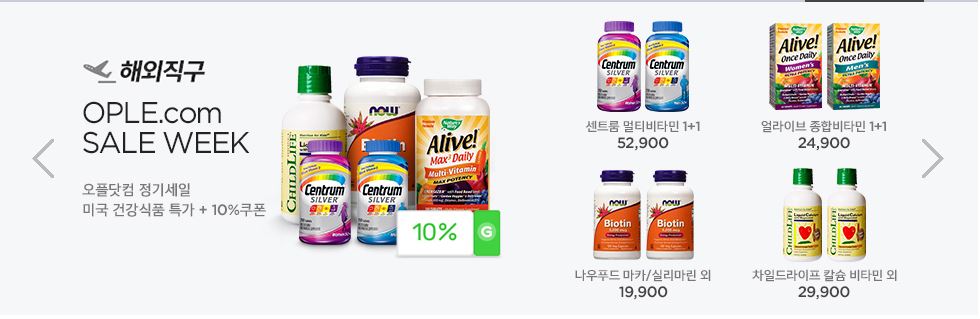 해외직구
OPLE.com
SALE WEEK
오플닷컴 정기세일
미국 건강식품 특가 + 10%쿠폰
CHILDLIFE
NOW
Nature's Way
Alive!
Max3 Daily
Multi-Vitamin
MAX POTENCY
Centrum
SILVER
Centrum
SILVER
10%
G
Centrum
SILVER
Centrum
SILVER
센트룸 멀티비타민 1+1
52,900
Alive!
Once Daily
Women's
Alive!
Once Daily
Men's
얼라이브 종합비타민 1+1
24,900
NOW
Biotin
NOW
Biotin
나우푸드 마카/실리마린 외
19,900
CHILDLIFE
CHILDLIFE
차일드라이프 칼슘 비타민 외
29,900